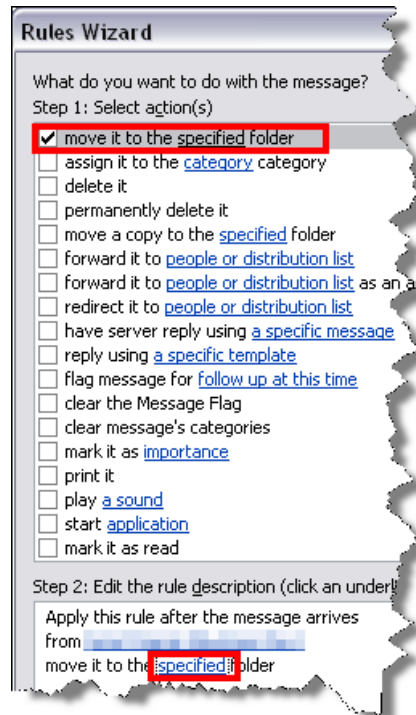 Rules Wizard
What do you want to do with the message?
Step 1: Select action(s)
move it to the specified folder
assign it to the category category
delete it
permanently delete it
move a copy to the specified folder
forward it to people or distribution list
forward it to people or distribution list as an a
redirect it to people or distribution list
have server reply using a specific message
reply using a specific template
flag message for follow up at this time
clear the Message Flag
clear message's categories
mark it as importance
print it
play a sound
start application
mark it as read
Step 2: Edit the rule description (click an underl
Apply this rule after the message arrives
from
move it to the specified folder